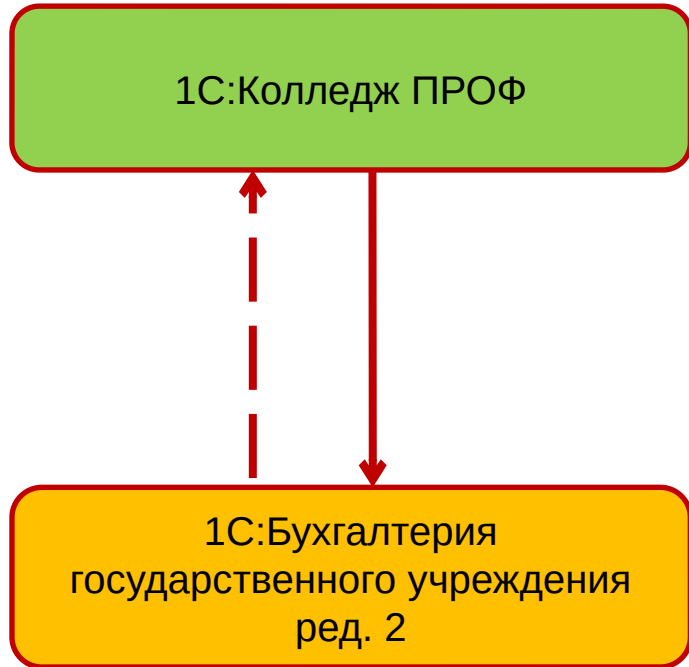 1С:Колледж ПРОФ
1С:Бухгалтерия
государственного учреждения
ред. 2